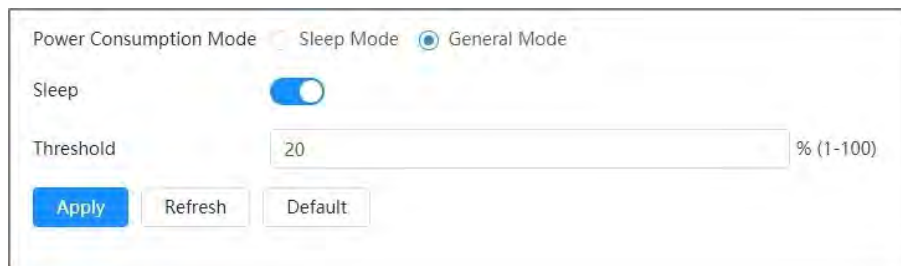 Power Consumption Mode Sleep Mode General Mode
Sleep
Threshold 20 % (1-100)
Apply Refresh Default